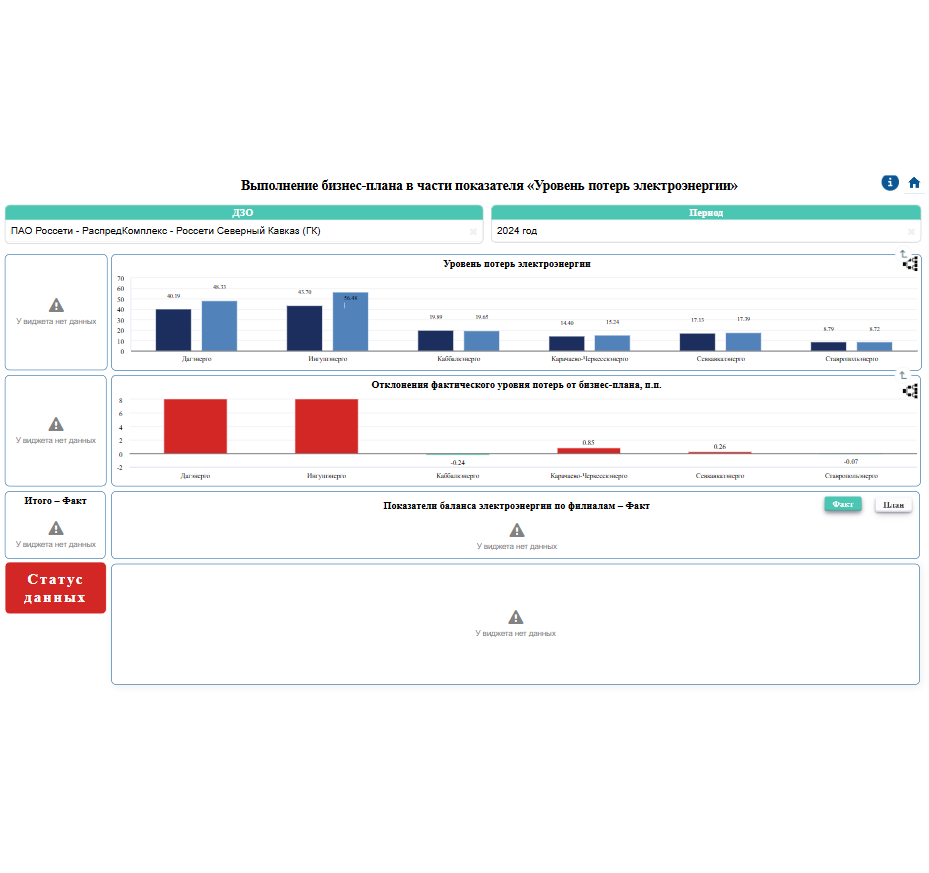 Выполнение бизнес-плана в части показателя «Уровень потерь электроэнергии»
ДЗО
Период
ПАО Россети - РаспредКомплекс - Россети Северный Кавказ (ГК)
2024 год
У виджета нет данных
Уровень потерь электроэнергии
70
60
50
40
30
20
10
0
40.19
48.33
43.70
56.46
19.89
19.65
14.40
15.24
17.13
17.39
8.79
8.72
Дагэнерго
Ингушэнерго
Каббалкэнерго
Карачаево-Черкесскэнерго
Севкавказэнерго
Ставропольэнерго
У виджета нет данных
Отклонения фактического уровня потерь от бизнес-плана, п.п.
8
6
4
2
0
-2
-0.24
0.85
0.26
-0.07
Дагэнерго
Ингушэнерго
Каббалкэнерго
Карачаево-Черкесскэнерго
Севкавказэнерго
Ставропольэнерго
Итого – Факт
У виджета нет данных
Показатели баланса электроэнергии по филиалам – Факт
Факт
План
У виджета нет данных
Статус
данных
У виджета нет данных